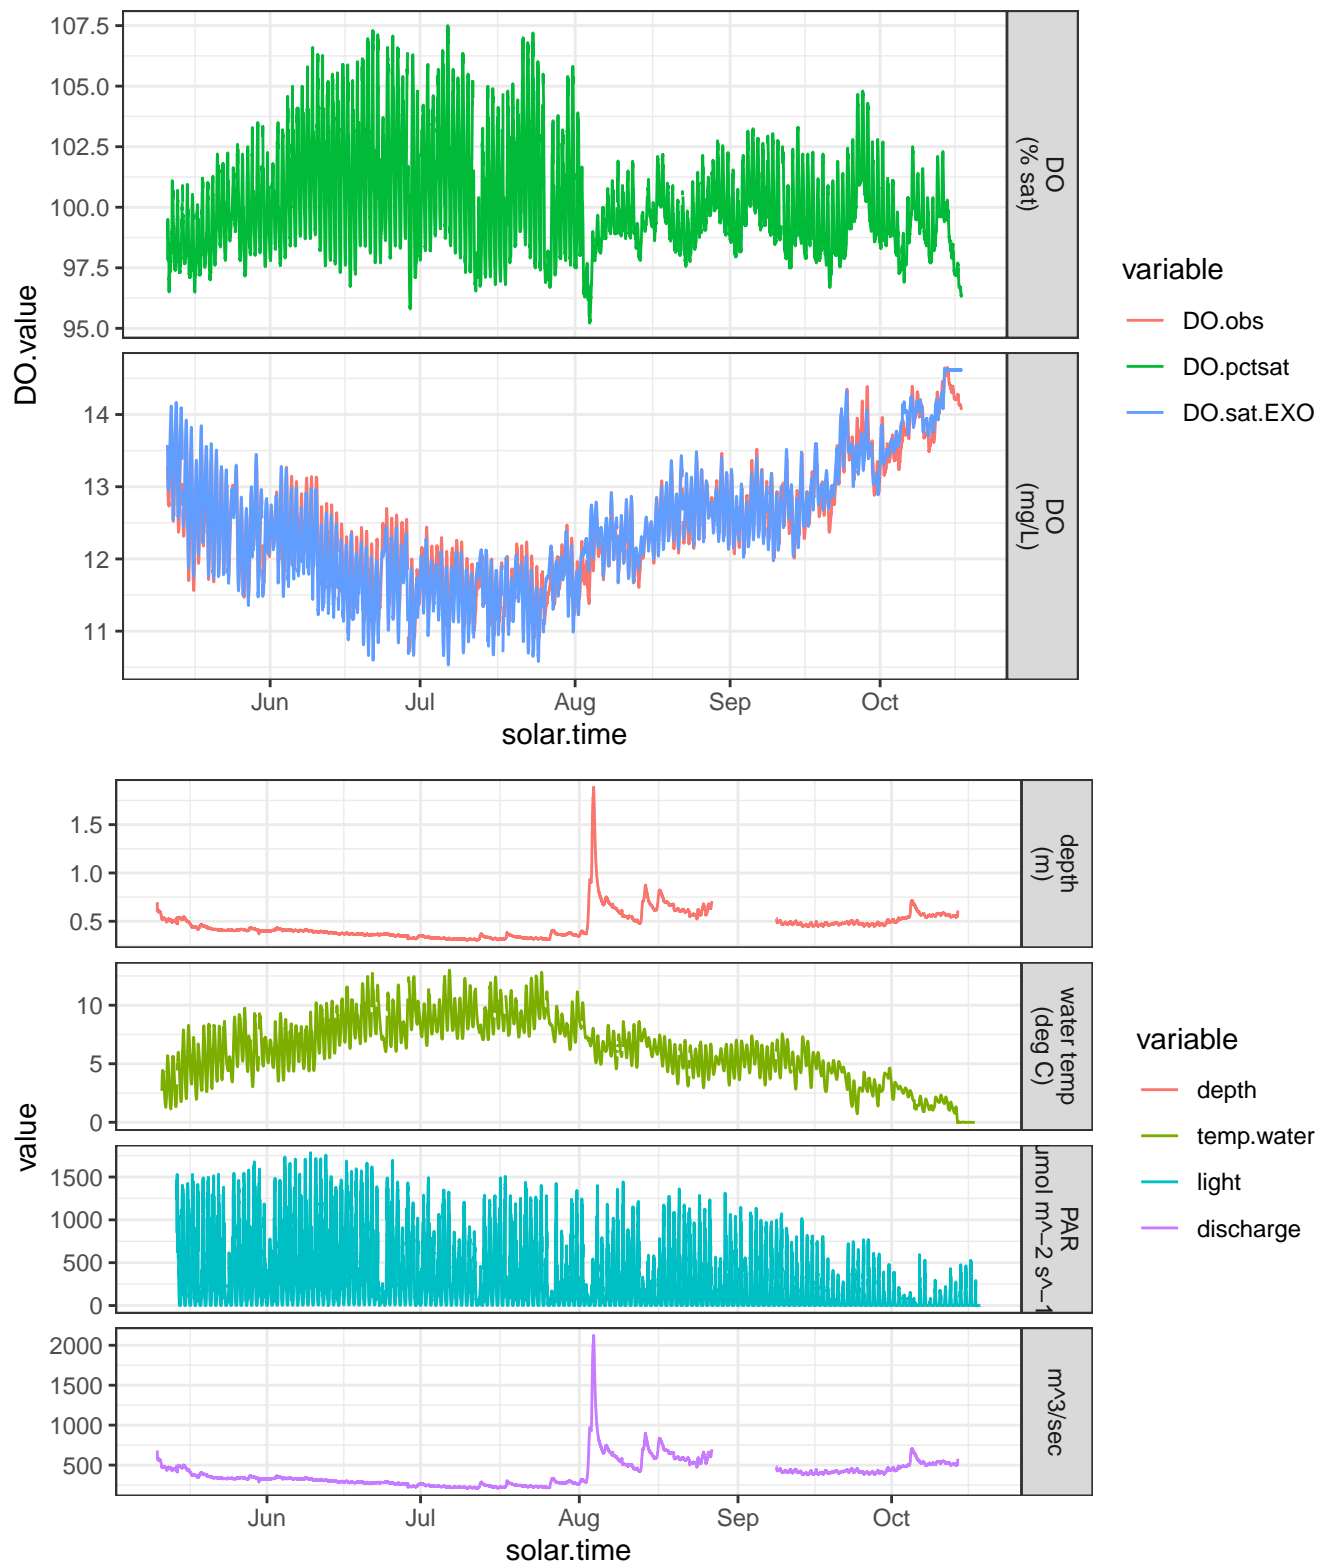 107.5
105.0
102.5
100.0
97.5
95.0
DO
(% sat)
14
13
12
11
DO
(mg/L)
DO.value
Jun Jul Aug Sep Oct
solar.time
variable
DO.obs
DO.pctsat
DO.sat.EXO
1.5
1.0
0.5
depth
(m)
10
5
0
water temp
(deg C)
1500
1000
500
0
PAR
umol m^-2 s^-1
2000
1500
1000
500
m^3/sec
value
Jun Jul Aug Sep Oct
solar.time
variable
depth
temp.water
light
discharge